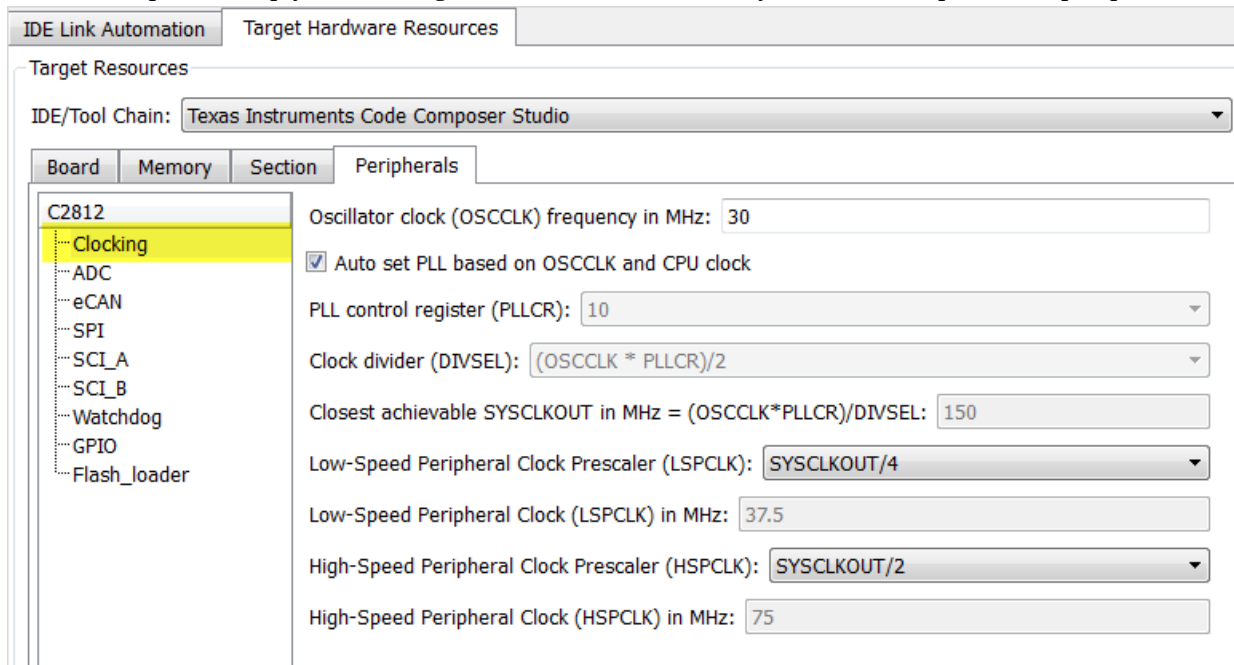 IDE Link Automation Target Hardware Resources
Target Resources
IDE/Tool Chain: Texas Instruments Code Composer Studio
Board Memory Section Peripherals
C2812
Clocking
ADC
eCAN
SPI
SCI_A
SCI_B
Watchdog
GPIO
Flash_loader
Oscillator clock (OSCCLK) frequency in MHz: 30
Auto set PLL based on OSCCLK and CPU clock
PLL control register (PLLCR): 10
Clock divider (DIVSEL): (OSCCLK * PLLCR)/2
Closest achievable SYSCLKOUT in MHz = (OSCCLK*PLLCR)/DIVSEL: 150
Low-Speed Peripheral Clock Prescaler (LSPCLK): SYSCLKOUT/4
Low-Speed Peripheral Clock (LSPCLK) in MHz: 37.5
High-Speed Peripheral Clock Prescaler (HSPCLK): SYSCLKOUT/2
High-Speed Peripheral Clock (HSPCLK) in MHz: 75